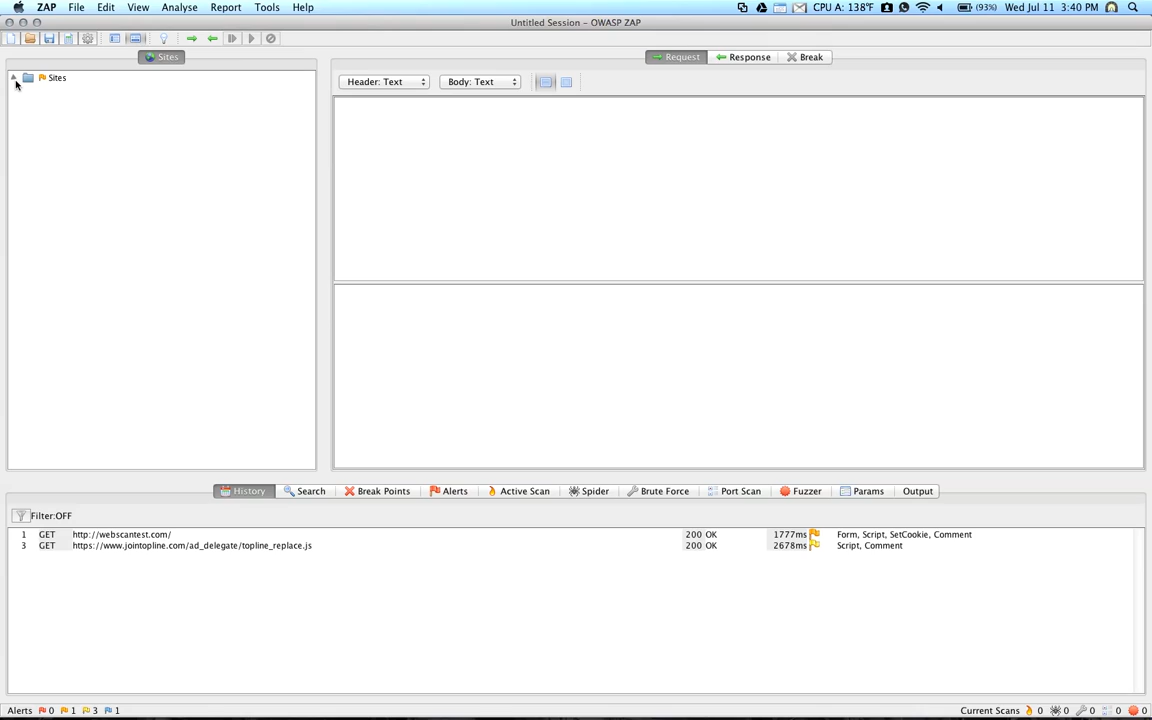 ZAP File Edit View Analyse Report Tools Help CPU A: 138°F (93%) Wed Jul 11 3:40 PM
Untitled Session - OWASP ZAP
Sites Request Response Break
Sites
Header: Text Body: Text
History Search Break Points Alerts Active Scan Spider Brute Force Port Scan Fuzzer Params Output
Filter:OFF
1 GET http://webscantest.com/ 200 OK 1777ms Form, Script, SetCookie, Comment
3 GET https://www.jointopline.com/ad_delegate/topline_replace.js 200 OK 2678ms Script, Comment
Alerts 0 1 3 1 Current Scans 0 0 0 0 0